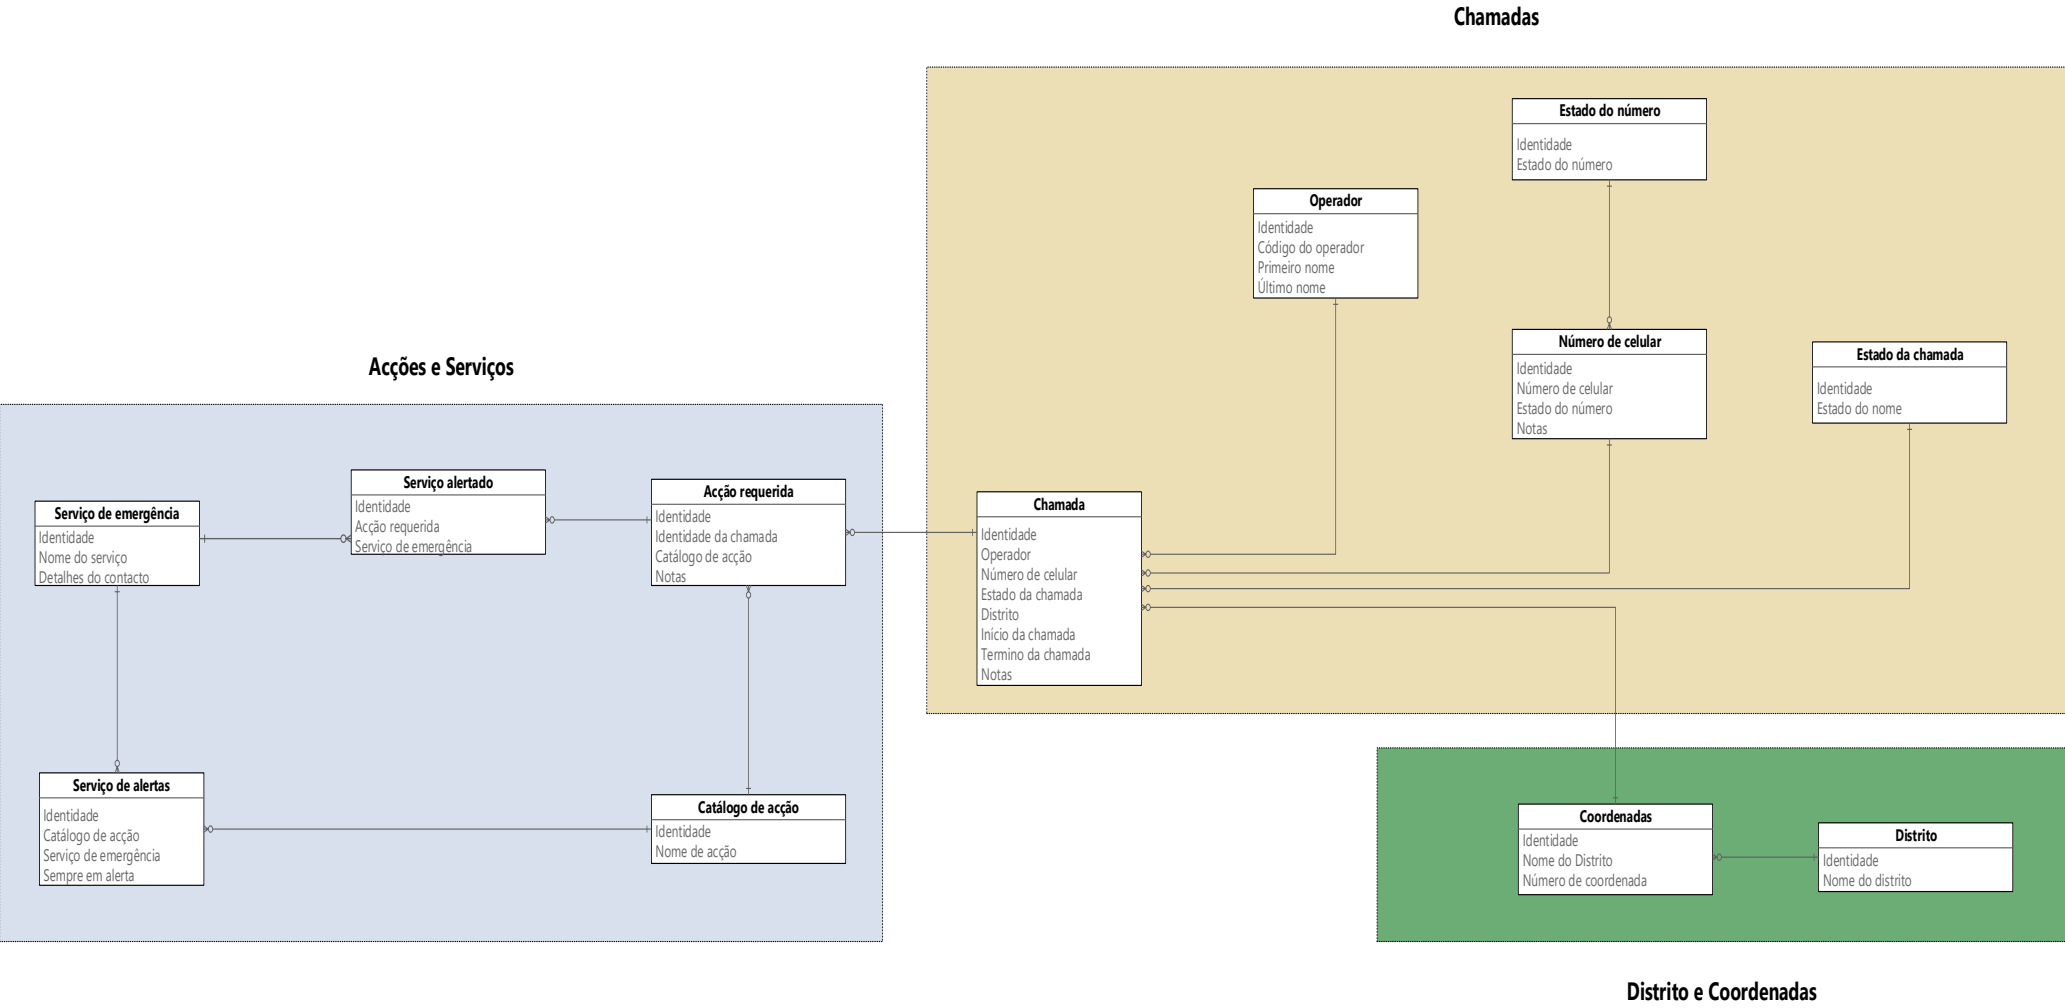 Chamadas
Estado do número
Identidade
Estado do número
Operador
Identidade
Código do operador
Primeiro nome
Último nome
Número de celular
Identidade
Número de celular
Estado do número
Notas
Estado da chamada
Identidade
Estado do nome
Chamada
Identidade
Operador
Número de celular
Estado da chamada
Distrito
Início da chamada
Termino da chamada
Notas
Acções e Serviços
Serviço de emergência
Identidade
Nome do serviço
Detalhes do contacto
Serviço alertado
Identidade
Acção requerida
Serviço de emergência
Acção requerida
Identidade
Identidade da chamada
Catálogo de acção
Notas
Serviço de alertas
Identidade
Catálogo de acção
Serviço de emergência
Sempre em alerta
Catálogo de acção
Identidade
Nome de acção
Coordenadas
Identidade
Nome do Distrito
Número de coordenada
Distrito
Identidade
Nome do distrito
Distrito e Coordenadas